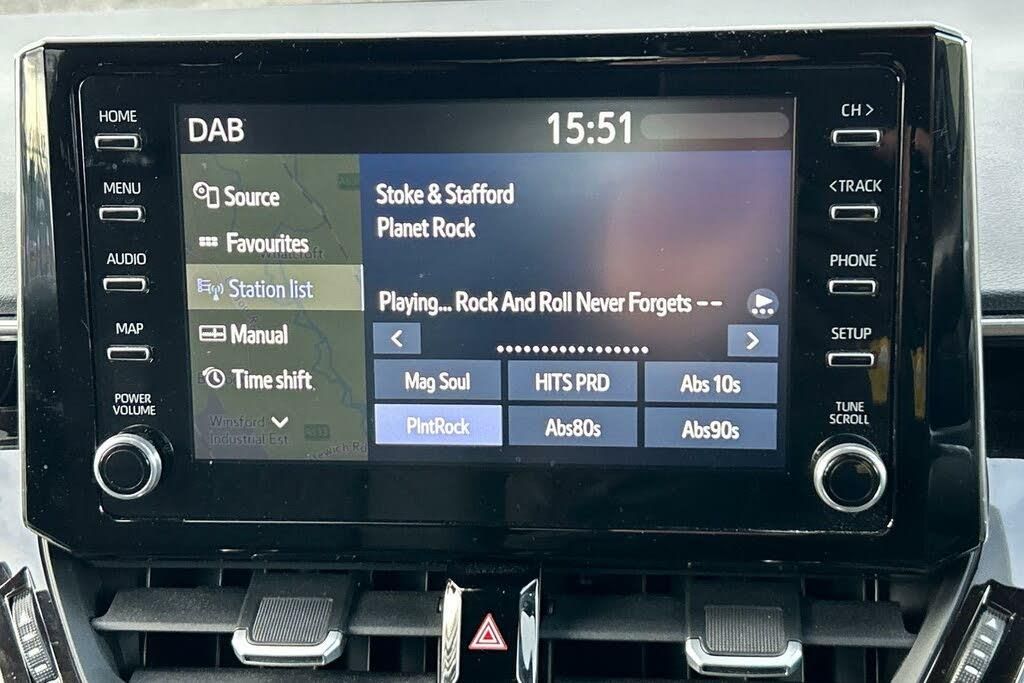 HOME
MENU
AUDIO
MAP
POWER
VOLUME
DAB
15:51
Source
Favourites
Station list
Manual
Time shift
Winsford
Industrial Est
Stoke & Stafford
Planet Rock
Playing... Rock And Roll Never Forgets --
<
>
Mag Soul
HITS PRD
Abs 10s
PlntRock
Abs80s
Abs90s
CH >
<TRACK
PHONE
SETUP
TUNE
SCROLL